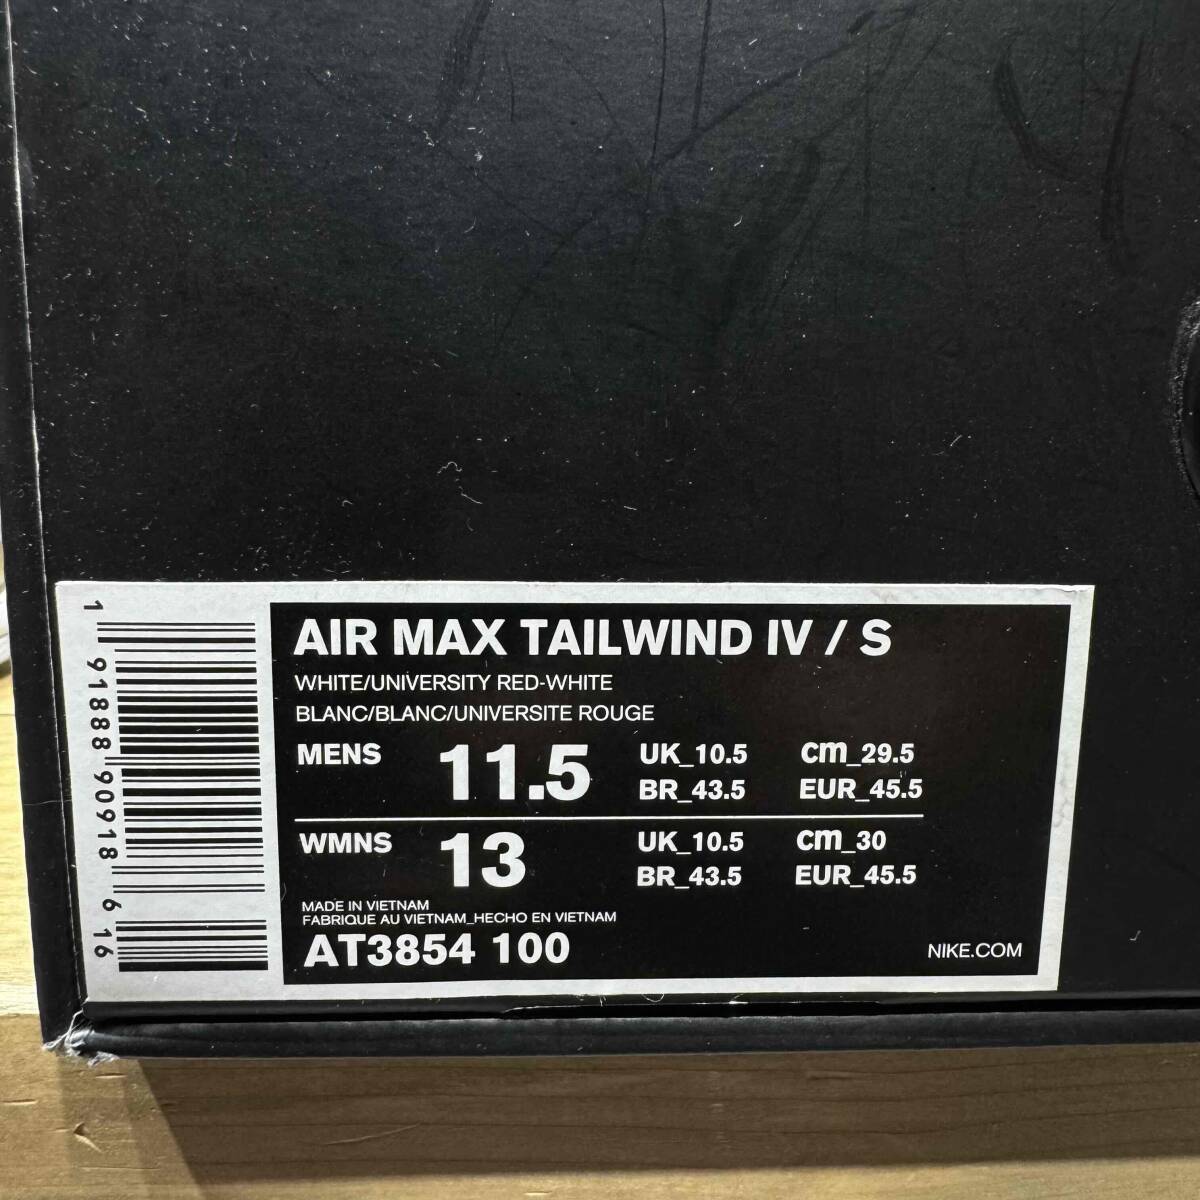 AIR MAX TAILWIND IV / S
WHITE/UNIVERSITY RED-WHITE
BLANC/BLANC/UNIVERSITE ROUGE
MENS 11.5 UK_10.5 cm_29.5
BR_43.5 EUR_45.5
WMNS 13 UK_10.5 cm_30
BR_43.5 EUR_45.5
MADE IN VIETNAM
FABRIQUE AU VIETNAM_HECHO EN VIETNAM
AT3854 100 NIKE.COM
1 91888 90918 6 16